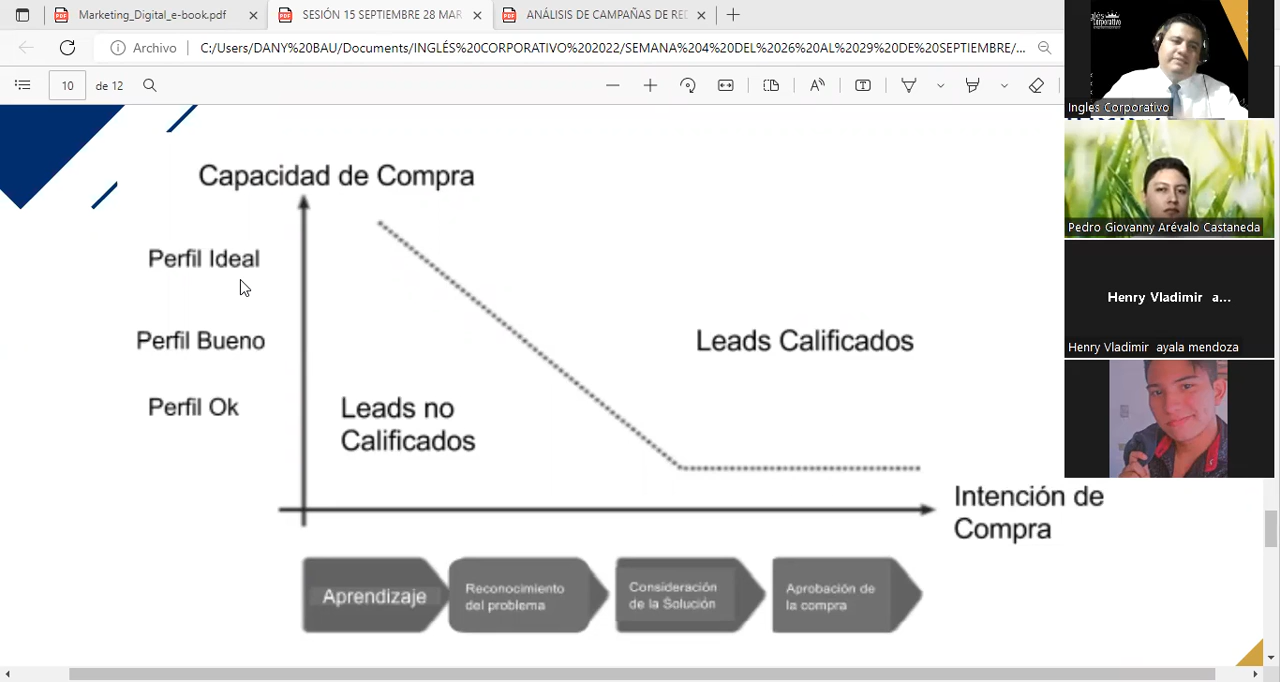 Marketing_Digital_e-book.pdf
SESIÓN 15 SEPTIEMBRE 28 MAR
ANÁLISIS DE CAMPAÑAS DE RE
Archivo
C:/Users/DANY%20BAU/Documents/INGLÉS%20CORPORATIVO%202022/SEMANA%204%20DEL%2026%20AL%2029%20DE%20SEPTIEMBRE/...
10
de 12
Capacidad de Compra
Perfil Ideal
Perfil Bueno
Perfil Ok
Leads no
Calificados
Leads Calificados
Intención de
Compra
Aprendizaje
Reconocimiento
del problema
Consideración
de la Solución
Aprobación de
la compra
Ingles Corporativo
Pedro Giovanny Arévalo Castaneda
Henry Vladimir a...
Henry Vladimir ayala mendoza